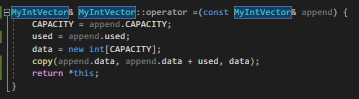 MyIntVector& MyIntVector::operator =(const MyIntVector& append) {
CAPACITY = append.CAPACITY;
used = append.used;
data = new int[CAPACITY];
copy(append.data, append.data + used, data);
return *this;
}